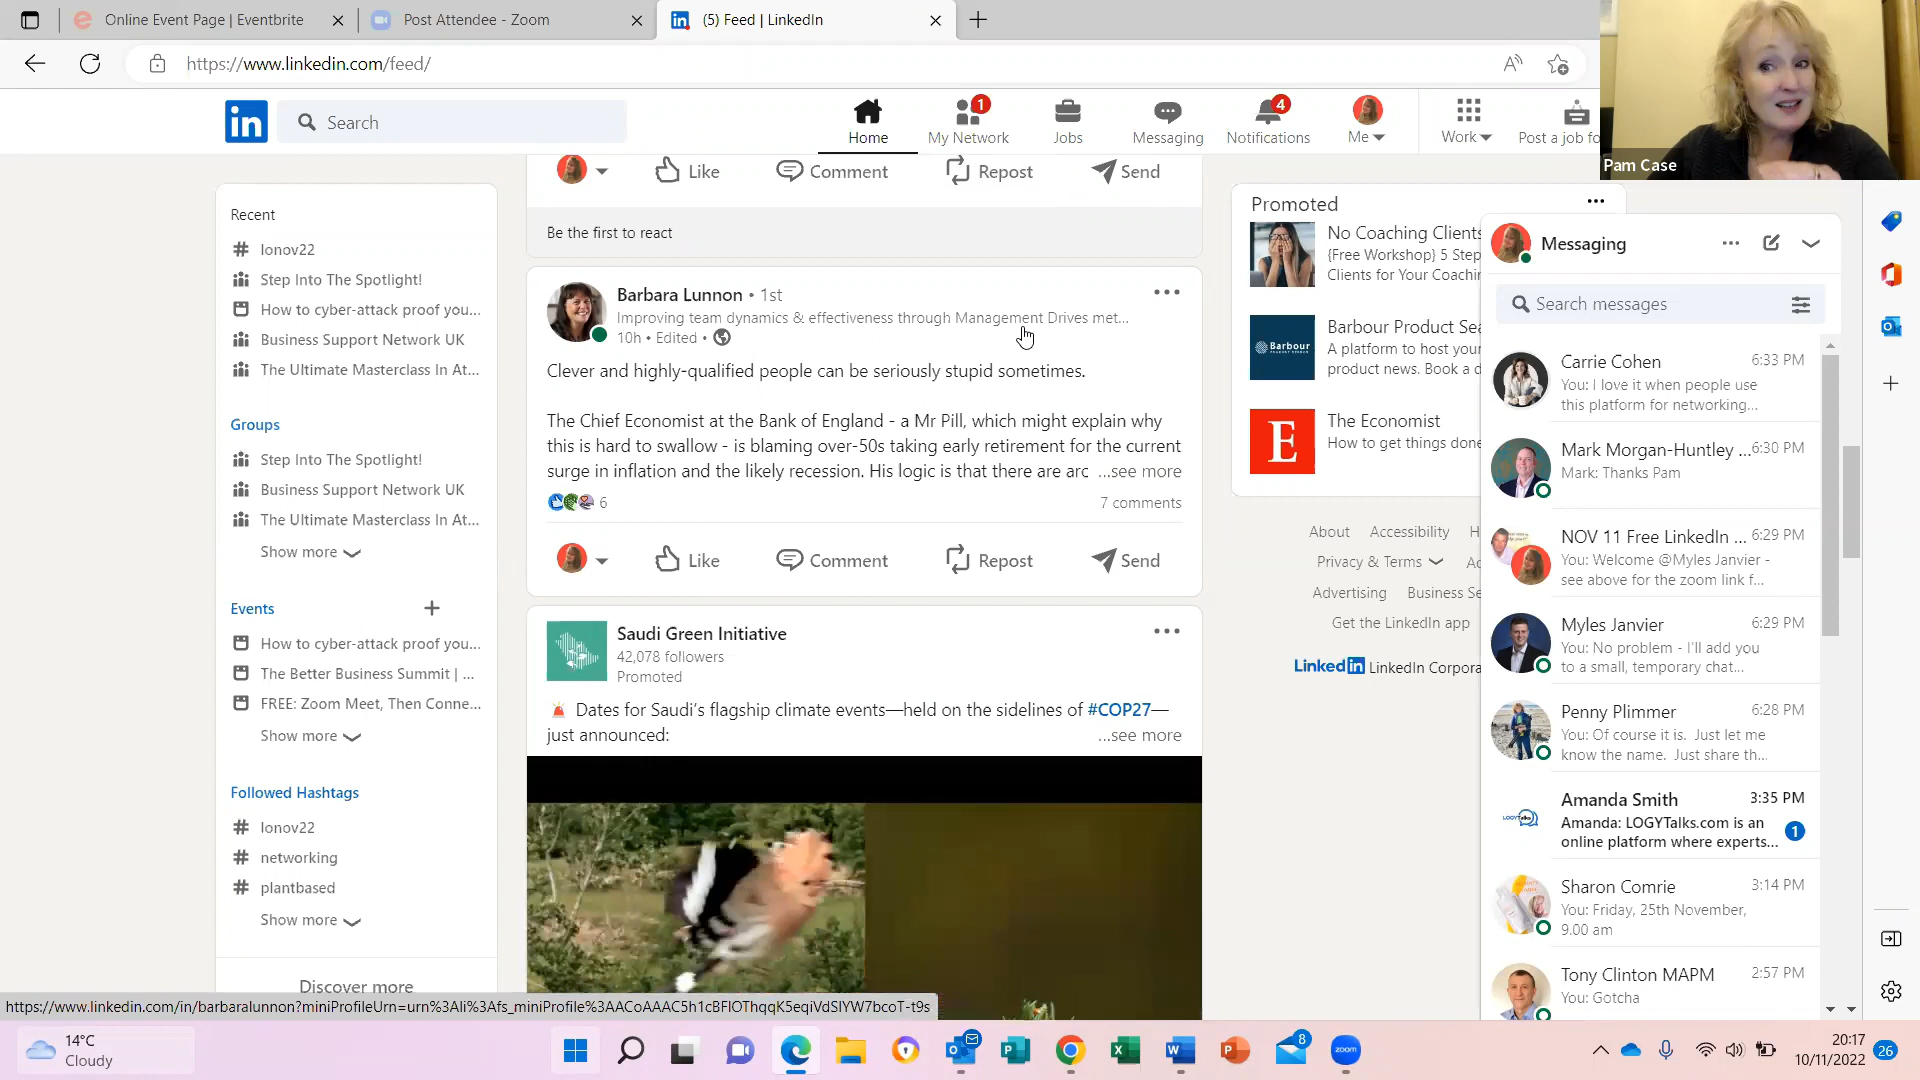 Online Event Page | Eventbrite
Post Attendee - Zoom
(5) Feed | LinkedIn
https://www.linkedin.com/feed/
Search
Home
My Network
1
Jobs
Messaging
Notifications
4
Me
Work
Post a job fo
Pam Case
Recent
lonov22
Step Into The Spotlight!
How to cyber-attack proof you...
Business Support Network UK
The Ultimate Masterclass In At...
Groups
Step Into The Spotlight!
Business Support Network UK
The Ultimate Masterclass In At...
Show more
Events
How to cyber-attack proof you...
The Better Business Summit | ...
FREE: Zoom Meet, Then Conne...
Show more
Followed Hashtags
lonov22
networking
plantbased
Show more
Discover more
Like Comment Repost Send
Be the first to react
Barbara Lunnon • 1st
Improving team dynamics & effectiveness through Management Drives met...
10h • Edited •
Clever and highly-qualified people can be seriously stupid sometimes.
The Chief Economist at the Bank of England - a Mr Pill, which might explain why
this is hard to swallow - is blaming over-50s taking early retirement for the current
surge in inflation and the likely recession. His logic is that there are arc ...see more
6
7 comments
Like Comment Repost Send
Saudi Green Initiative
42,078 followers
Promoted
Dates for Saudi's flagship climate events—held on the sidelines of #COP27—
just announced:
...see more
Promoted
No Coaching Clients
{Free Workshop} 5 Step
Clients for Your Coachin
Barbour
Barbour Product Sea
A platform to host your
product news. Book a d
E
The Economist
How to get things done
About Accessibility H
Privacy & Terms Ad
Advertising Business Se
Get the LinkedIn app
LinkedIn LinkedIn Corpora
Messaging
Search messages
Carrie Cohen 6:33 PM
You: I love it when people use
this platform for networking...
Mark Morgan-Huntley ... 6:30 PM
Mark: Thanks Pam
NOV 11 Free LinkedIn ... 6:29 PM
You: Welcome @Myles Janvier -
see above for the zoom link f...
Myles Janvier 6:29 PM
You: No problem - I'll add you
to a small, temporary chat...
Penny Plimmer 6:28 PM
You: Of course it is. Just let me
know the name. Just share th...
LOGYTalks
Amanda Smith 3:35 PM
Amanda: LOGYTalks.com is an
online platform where experts...
1
Sharon Comrie 3:14 PM
You: Friday, 25th November,
9.00 am
Tony Clinton MAPM 2:57 PM
You: Gotcha
https://www.linkedin.com/in/barbaralunnon?miniProfileUrn=urn%3Ali%3Afs_miniProfile%3AACoAAAC5h1cBFlOThqqK5eqiVdSlYW7bcoT-t9s
14°C
Cloudy
8
zoom
20:17
10/11/2022
26